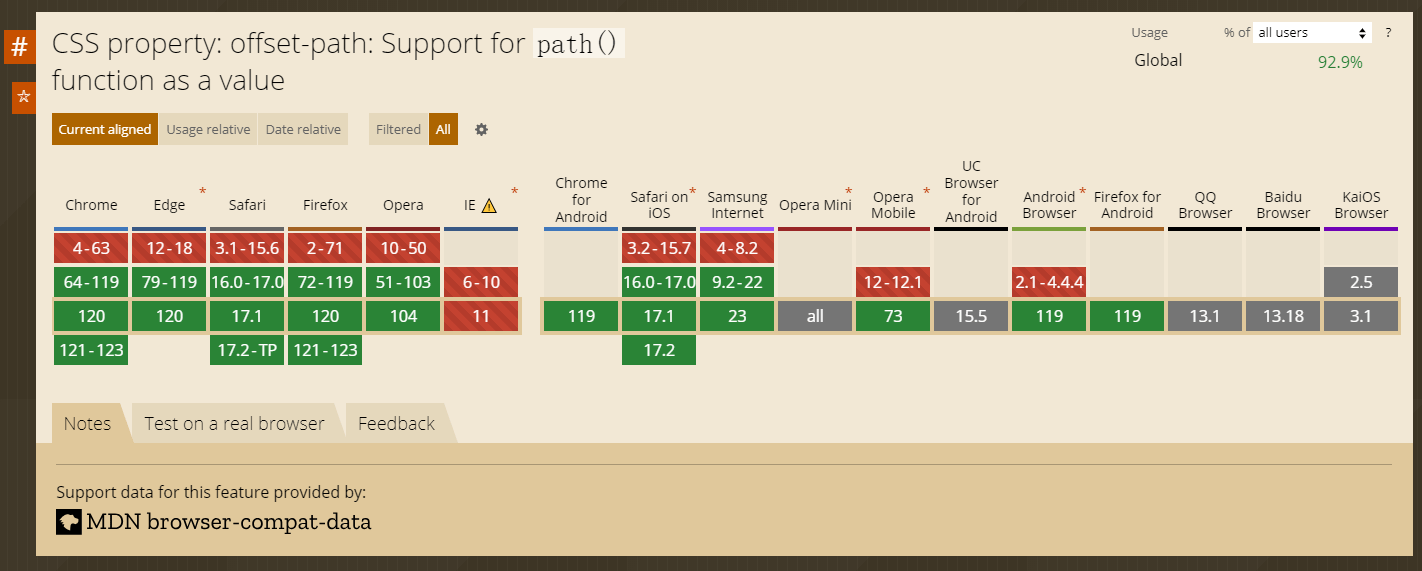 #
☆
CSS property: offset-path: Support for path()
function as a value
Usage % of all users ?
Global 92.9%
Current aligned Usage relative Date relative Filtered All
Chrome Edge * Safari Firefox Opera IE ⚠ * Chrome for Android Safari on iOS * Samsung Internet Opera Mini * Opera Mobile * UC Browser for Android Android Browser * Firefox for Android QQ Browser Baidu Browser KaiOS Browser
4-63 12-18 3.1-15.6 2-71 10-50 3.2-15.7 4-8.2
64-119 79-119 16.0-17.0 72-119 51-103 6-10 16.0-17.0 9.2-22 12-12.1 2.1-4.4.4 2.5
120 120 17.1 120 104 11 119 17.1 23 all 73 15.5 119 119 13.1 13.18 3.1
121-123 17.2-TP 121-123 17.2
Notes Test on a real browser Feedback
Support data for this feature provided by:
MDN browser-compat-data